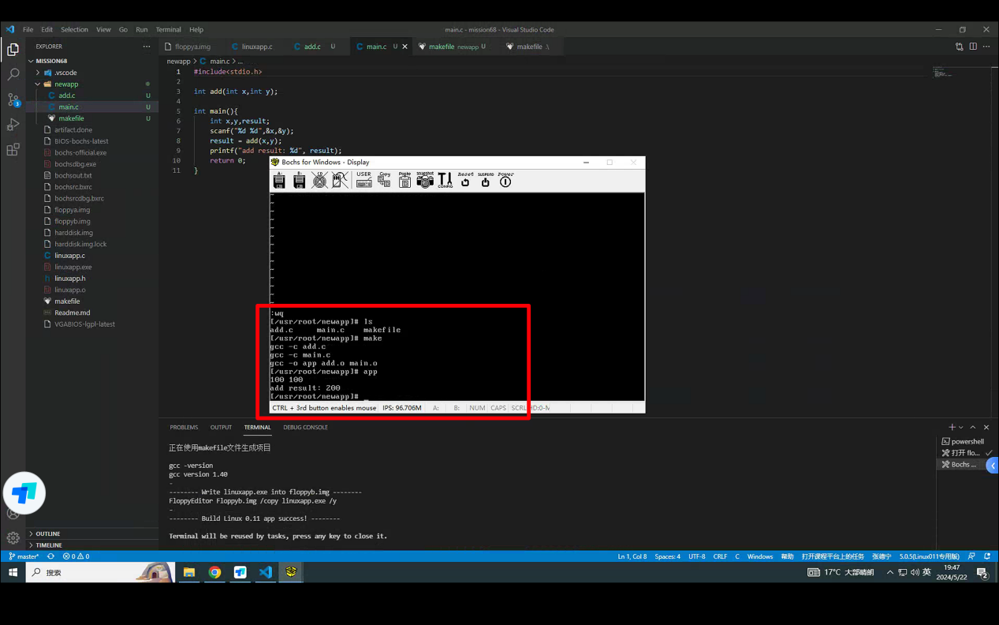 File Edit Selection View Go Run Terminal Help
main.c - mission68 - Visual Studio Code
EXPLORER
MISSION68
.vscode
newapp
add.c U
main.c U
makefile U
artifact.done
BIOS-bochs-latest
bochs-official.exe
bochsdbg.exe
bochsout.txt
bochsrc.bxrc
bochsrcdbg.bxrc
floppya.img
floppyb.img
harddisk.img
harddisk.img.lock
linuxapp.c
linuxapp.exe
linuxapp.h
linuxapp.o
makefile
Readme.md
VGABIOS-lgpl-latest
OUTLINE
TIMELINE
floppya.img linuxapp.c add.c U main.c U makefile newapp U makefile .\
newapp > main.c > ...
1 #include<stdio.h>
2
3 int add(int x,int y);
4
5 int main(){
6 int x,y,result;
7 scanf("%d %d",&x,&y);
8 result = add(x,y);
9 printf("add result: %d", result);
10 return 0;
11 }
Bochs for Windows - Display
A: B: CD USER Copy Paste snapshot CONFIG Reset SUSPEND Power
~
~
~
~
~
~
~
~
~
~
~
~
~
~
:wq
[/usr/root/newapp]# ls
add.c main.c makefile
[/usr/root/newapp]# make
gcc -c add.c
gcc -c main.c
gcc -o app add.o main.o
[/usr/root/newapp]# app
100 100
add result: 200
[/usr/root/newapp]# _
CTRL + 3rd button enables mouse IPS: 96.706M A: B: NUM CAPS SCRL HD:0-M
PROBLEMS OUTPUT TERMINAL DEBUG CONSOLE
正在使用makefile文件生成项目
gcc -version
gcc version 1.40
-
-------- Write linuxapp.exe into floppyb.img --------
FloppyEditor Floppyb.img /copy linuxapp.exe /y
-
-------- Build Linux 0.11 app success! --------
Terminal will be reused by tasks, press any key to close it.
powershell
打开 flo...
Bochs ...
master* 0 0
Ln 1, Col 8 Spaces: 4 UTF-8 CRLF C Windows 帮助 打开课程平台上的任务 张德宁 5.0.5(Linux011专用版)
搜索
17°C 大部晴朗
英
19:47
2024/5/22
2
3